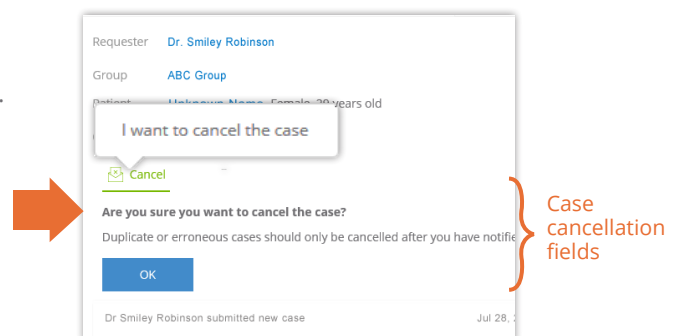 Requester Dr. Smiley Robinson
Group ABC Group
Patient Unknown Name, Female, 29 years old
I want to cancel the case
Cancel
Are you sure you want to cancel the case?
Duplicate or erroneous cases should only be cancelled after you have
OK
Case
cancellation
fields
Dr Smiley Robinson submitted new case Jul 28,